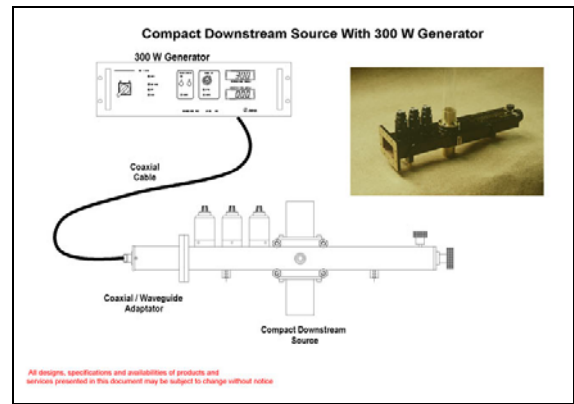 Compact Downstream Source With 300 W Generator
300 W Generator
Coaxial
Cable
Coaxial / Waveguide
Adaptator
Compact Downstream
Source
All designs, specifications and availabilities of products and
services presented in this document may be subject to change without notice